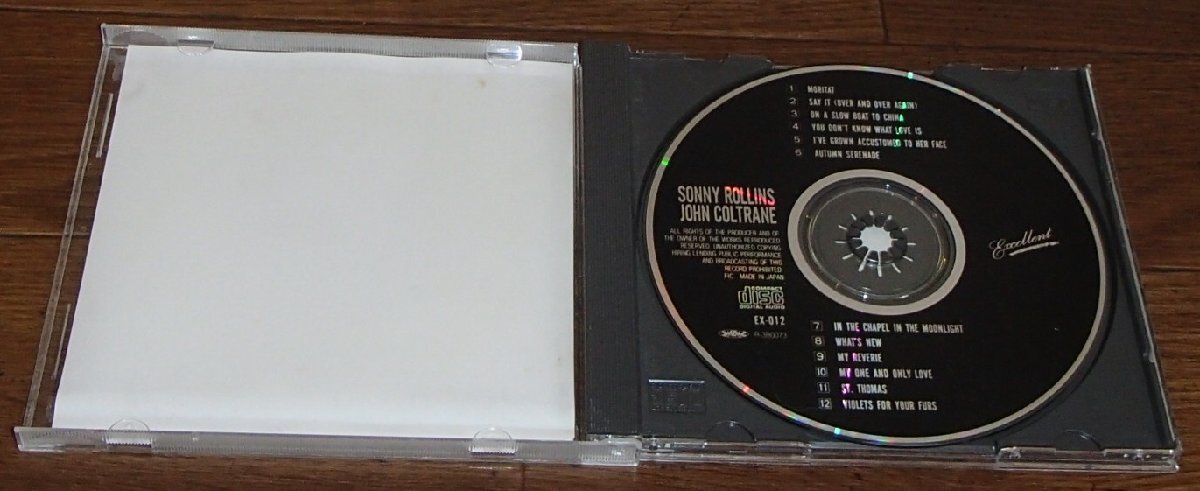 1 MORITAT
2 SAY IT (OVER AND OVER AGAIN)
3 ON A SLOW BOAT TO CHINA
4 YOU DON'T KNOW WHAT LOVE IS
5 I'VE GROWN ACCUSTOMED TO HER FACE
6 AUTUMN SERENADE
SONNY ROLLINS
JOHN COLTRANE
ALL RIGHTS OF THE PRODUCER AND OF
THE OWNER OF THE WORKS REPRODUCED
RESERVED. UNAUTHORIZED COPYING
HIRING LENDING PUBLIC PERFORMANCE
AND BROADCASTING OF THIS
RECORD PROHIBITED.
FIC MADE IN JAPAN
COMPACT
disc
DIGITAL AUDIO
EX-012
R-380073
Excellent
7 IN THE CHAPEL IN THE MOONLIGHT
8 WHAT'S NEW
9 MY REVERIE
10 MY ONE AND ONLY LOVE
11 ST. THOMAS
12 VIOLETS FOR YOUR FURS